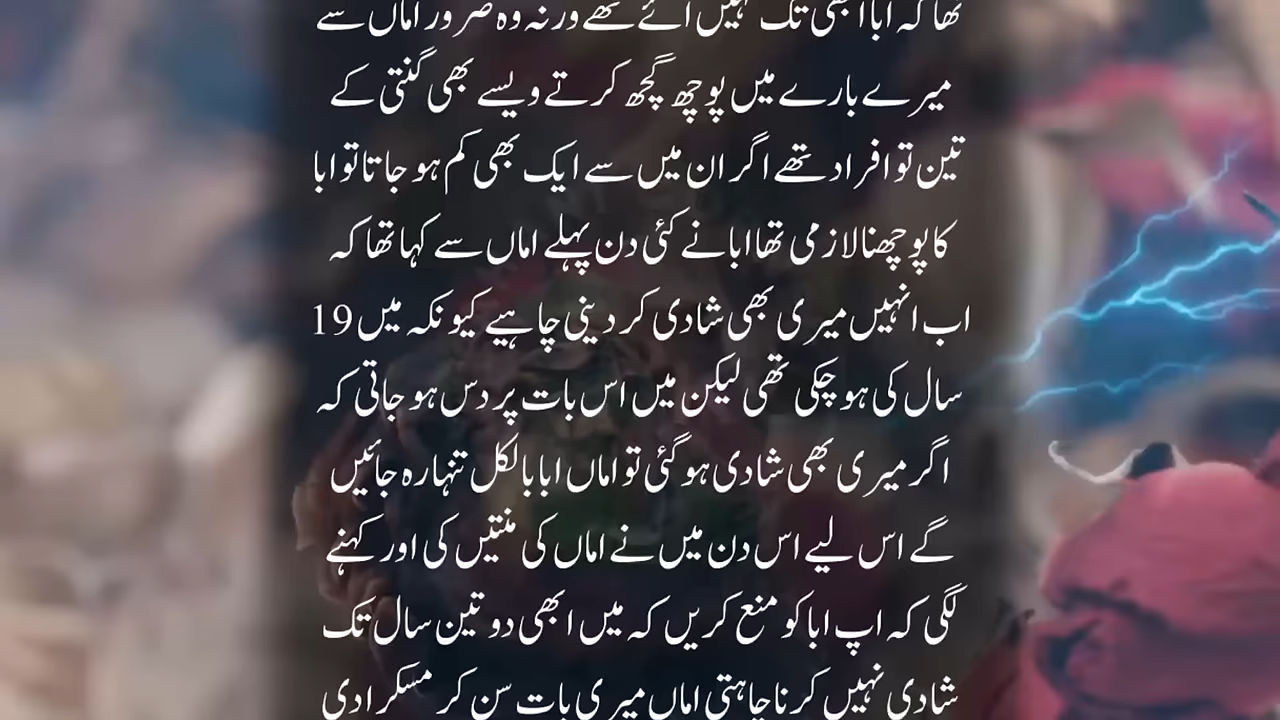 تھا کہ ابا ابھی تک نہیں آئے تھے ورنہ وہ ضرور اماں سے
میرے بارے میں پوچھ گچھ کرتے ویسے بھی گنتی کے
تین تو افراد تھے اگر ان میں سے ایک بھی کم ہو جاتا تو ابا
کا پوچھنا لازمی تھا ابا نے کئی دن پہلے اماں سے کہا تھا کہ
اب انہیں میری بھی شادی کر دینی چاہیے کیونکہ میں 19
سال کی ہو چکی تھی لیکن میں اس بات پر دس ہو جاتی کہ
اگر میری بھی شادی ہو گئی تو اماں ابا بالکل تنہا رہ جائیں
گے اس لیے اس دن میں نے اماں کی منتیں کی اور کہنے
لگی کہ اپ ابا کو منع کریں کہ میں ابھی دو تین سال تک
شادی نہیں کرنا چاہتی اماں میری بات سن کر مسکرا دی